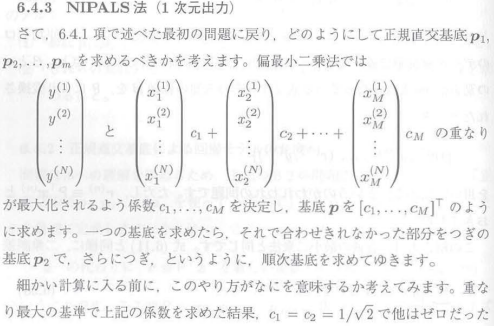 6.4.3 NIPALS法（1次元出力）
さて，6.4.1項で述べた最初の問題に戻り，どのようにして正規直交基底 p₁,
p₂, ..., pₘ を求めるべきかを考えます。偏最小二乗法では
(y⁽¹⁾ y⁽²⁾ ⋮ y⁽ᴺ⁾) と (x₁⁽¹⁾ x₁⁽²⁾ ⋮ x₁⁽ᴺ⁾) c₁ + (x₂⁽¹⁾ x₂⁽²⁾ ⋮ x₂⁽ᴺ⁾) c₂ + ⋯ + (x_M⁽¹⁾ x_M⁽²⁾ ⋮ x_M⁽ᴺ⁾) c_M の重なり
が最大化されるよう係数 c₁, ..., c_M を決定し，基底 p を [c₁, ..., c_M]⊤ のよう
に求めます。一つの基底を求めたら，それで合わせきれなかった部分をつぎの
基底 p₂ で，さらにつぎ，というように，順次基底を求めてゆきます。
細かい計算に入る前に，このやり方がなにを意味するか考えてみます。重な
り最大の基準で上記の係数を求めた結果，c₁ = c₂ = 1/√2 で他はゼロだった